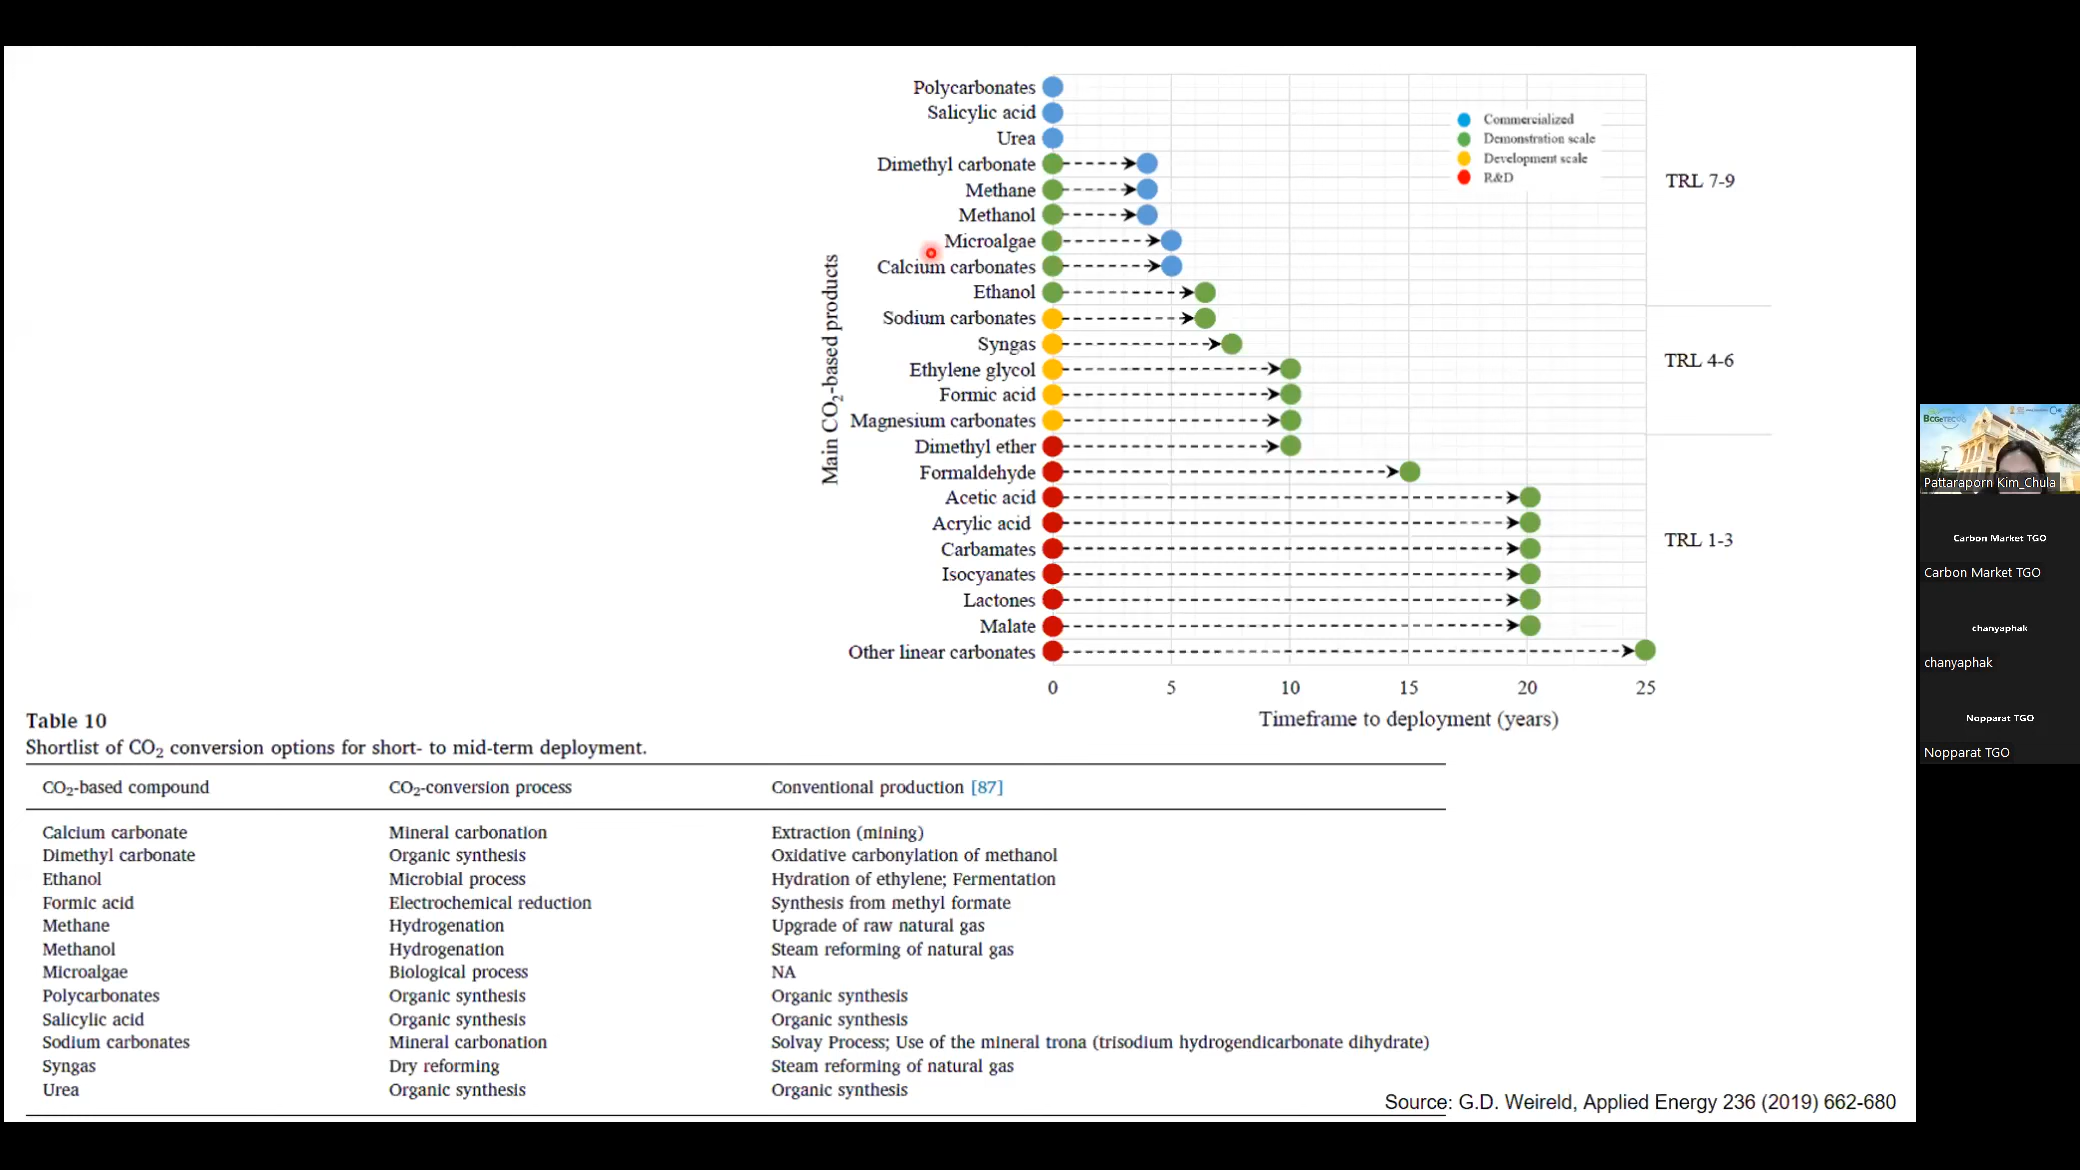 Polycarbonates
Salicylic acid
Urea
Dimethyl carbonate
Methane
Methanol
Microalgae
Calcium carbonates
Ethanol
Sodium carbonates
Syngas
Ethylene glycol
Formic acid
Magnesium carbonates
Dimethyl ether
Formaldehyde
Acetic acid
Acrylic acid
Carbamates
Isocyanates
Lactones
Malate
Other linear carbonates
Main CO₂-based products
Commercialized
Demonstration scale
Development scale
R&D
TRL 7-9
TRL 4-6
TRL 1-3
0 5 10 15 20 25
Timeframe to deployment (years)
Table 10
Shortlist of CO₂ conversion options for short- to mid-term deployment.
CO₂-based compound CO₂-conversion process Conventional production [87]
Calcium carbonate Mineral carbonation Extraction (mining)
Dimethyl carbonate Organic synthesis Oxidative carbonylation of methanol
Ethanol Microbial process Hydration of ethylene; Fermentation
Formic acid Electrochemical reduction Synthesis from methyl formate
Methane Hydrogenation Upgrade of raw natural gas
Methanol Hydrogenation Steam reforming of natural gas
Microalgae Biological process NA
Polycarbonates Organic synthesis Organic synthesis
Salicylic acid Organic synthesis Organic synthesis
Sodium carbonates Mineral carbonation Solvay Process; Use of the mineral trona (trisodium hydrogendicarbonate dihydrate)
Syngas Dry reforming Steam reforming of natural gas
Urea Organic synthesis Organic synthesis
Source: G.D. Weireld, Applied Energy 236 (2019) 662-680
Pattaraporn Kim_Chula
Carbon Market TGO
Carbon Market TGO
chanyaphak
chanyaphak
Nopparat TGO
Nopparat TGO